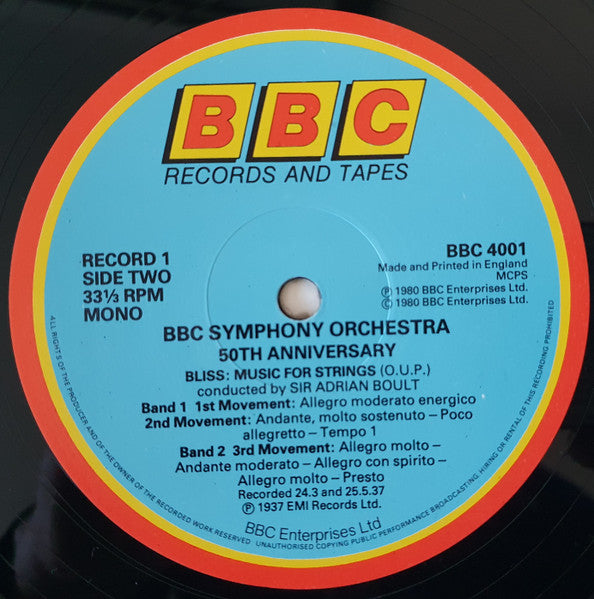 BBC
RECORDS AND TAPES
RECORD 1
SIDE TWO
33⅓ RPM
MONO
BBC 4001
Made and Printed in England
MCPS
℗ 1980 BBC Enterprises Ltd.
© 1980 BBC Enterprises Ltd.
BBC SYMPHONY ORCHESTRA
50TH ANNIVERSARY
BLISS: MUSIC FOR STRINGS (O.U.P.)
conducted by SIR ADRIAN BOULT
Band 1 1st Movement: Allegro moderato energico
2nd Movement: Andante, molto sostenuto – Poco
allegretto – Tempo 1
Band 2 3rd Movement: Allegro molto –
Andante moderato – Allegro con spirito –
Allegro molto – Presto
Recorded 24.3 and 25.5.37
℗ 1937 EMI Records Ltd.
BBC Enterprises Ltd
ALL RIGHTS OF THE PRODUCER AND OF THE OWNER OF THE RECORDED WORK RESERVED · UNAUTHORISED COPYING PUBLIC PERFORMANCE BROADCASTING HIRING OR RENTAL OF THIS RECORDING PROHIBITED